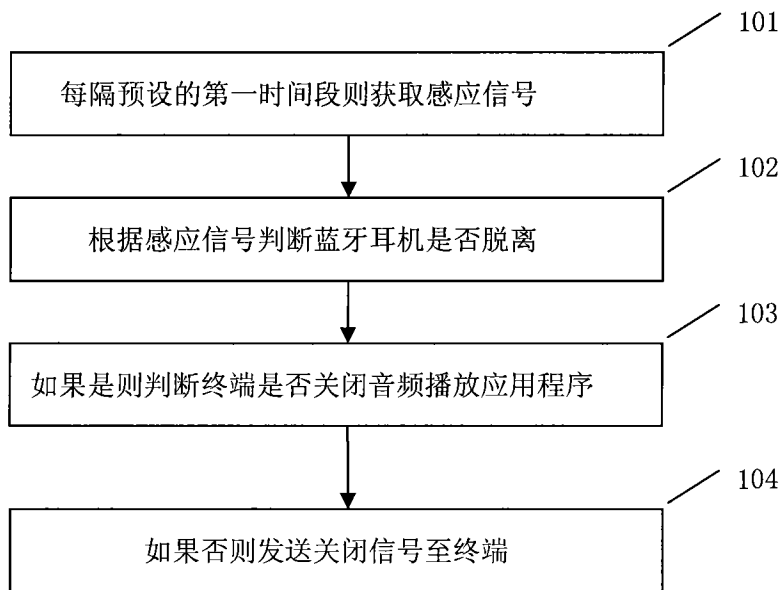 101
每隔预设的第一时间段则获取感应信号
102
根据感应信号判断蓝牙耳机是否脱离
103
如果是则判断终端是否关闭音频播放应用程序
104
如果否则发送关闭信号至终端